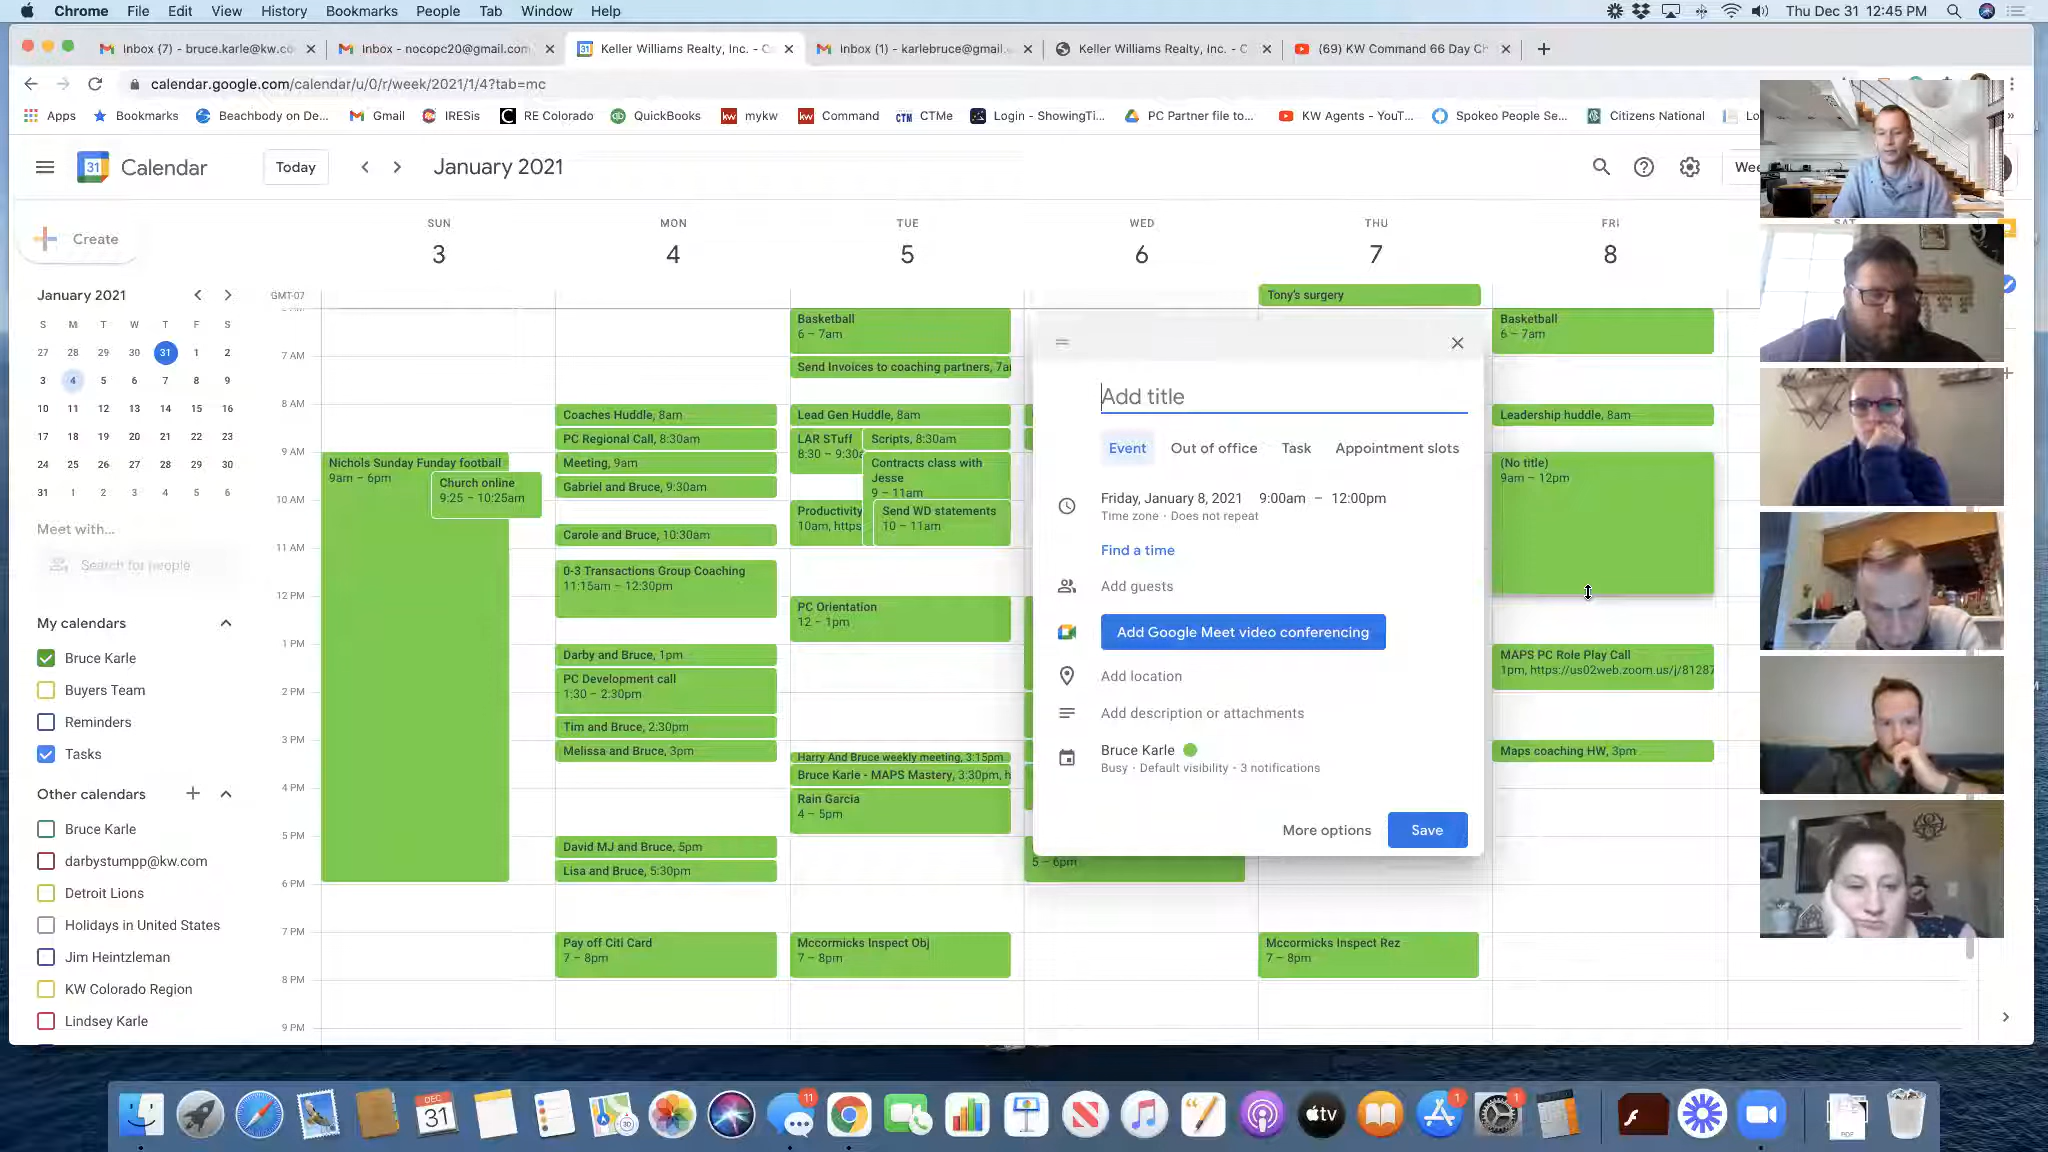 Chrome File Edit View History Bookmarks People Tab Window Help
Thu Dec 31 12:45 PM
Inbox (7) - bruce.karle@kw.co
Inbox - nocopc20@gmail.com
Keller Williams Realty, Inc. - C
Inbox (1) - karlebruce@gmail.
Keller Williams Realty, Inc. - C
(69) KW Command 66 Day Ch
calendar.google.com/calendar/u/0/r/week/2021/1/4?tab=mc
Apps Bookmarks Beachbody on De... Gmail IRESis RE Colorado QuickBooks mykw Command CTMe Login - ShowingTi... PC Partner file to... KW Agents - YouT... Spokeo People Se... Citizens National Lo
Calendar Today January 2021
Wee
Create
SUN MON TUE WED THU FRI SAT
3 4 5 6 7 8
January 2021
S M T W T F S
27 28 29 30 31 1 2
3 4 5 6 7 8 9
10 11 12 13 14 15 16
17 18 19 20 21 22 23
24 25 26 27 28 29 30
31 1 2 3 4 5 6
Meet with...
Search for people
My calendars
Bruce Karle
Buyers Team
Reminders
Tasks
Other calendars
Bruce Karle
darbystumpp@kw.com
Detroit Lions
Holidays in United States
Jim Heintzleman
KW Colorado Region
Lindsey Karle
GMT-07
7 AM
8 AM
9 AM
10 AM
11 AM
12 PM
1 PM
2 PM
3 PM
4 PM
5 PM
6 PM
7 PM
8 PM
9 PM
Nichols Sunday Funday football
9am – 6pm
Church online
9:25 – 10:25am
Coaches Huddle, 8am
PC Regional Call, 8:30am
Meeting, 9am
Gabriel and Bruce, 9:30am
Carole and Bruce, 10:30am
0-3 Transactions Group Coaching
11:15am – 12:30pm
Darby and Bruce, 1pm
PC Development call
1:30 – 2:30pm
Tim and Bruce, 2:30pm
Melissa and Bruce, 3pm
David MJ and Bruce, 5pm
Lisa and Bruce, 5:30pm
Pay off Citi Card
7 – 8pm
Basketball
6 – 7am
Send Invoices to coaching partners, 7a
Lead Gen Huddle, 8am
LAR STuff
8:30 – 9:30a
Scripts, 8:30am
Contracts class with
Jesse
9 – 11am
Productivity
10am, https
Send WD statements
10 – 11am
PC Orientation
12 – 1pm
Harry And Bruce weekly meeting, 3:15pm
Bruce Karle - MAPS Mastery, 3:30pm, h
Rain Garcia
4 – 5pm
Mccormicks Inspect Obj
7 – 8pm
5 – 6pm
Tony's surgery
Mccormicks Inspect Rez
7 – 8pm
Basketball
6 – 7am
Leadership huddle, 8am
(No title)
9am – 12pm
MAPS PC Role Play Call
1pm, https://us02web.zoom.us/j/81287
Maps coaching HW, 3pm
Add title
Event Out of office Task Appointment slots
Friday, January 8, 2021 9:00am – 12:00pm
Time zone · Does not repeat
Find a time
Add guests
Add Google Meet video conferencing
Add location
Add description or attachments
Bruce Karle
Busy · Default visibility · 3 notifications
More options Save
DEC
31
11
tv
1
1
PDF